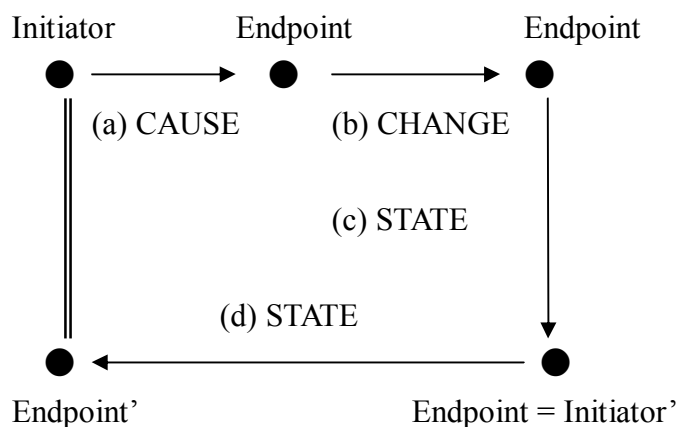 Initiator Endpoint Endpoint
(a) CAUSE (b) CHANGE
(c) STATE
(d) STATE
Endpoint’ Endpoint = Initiator’